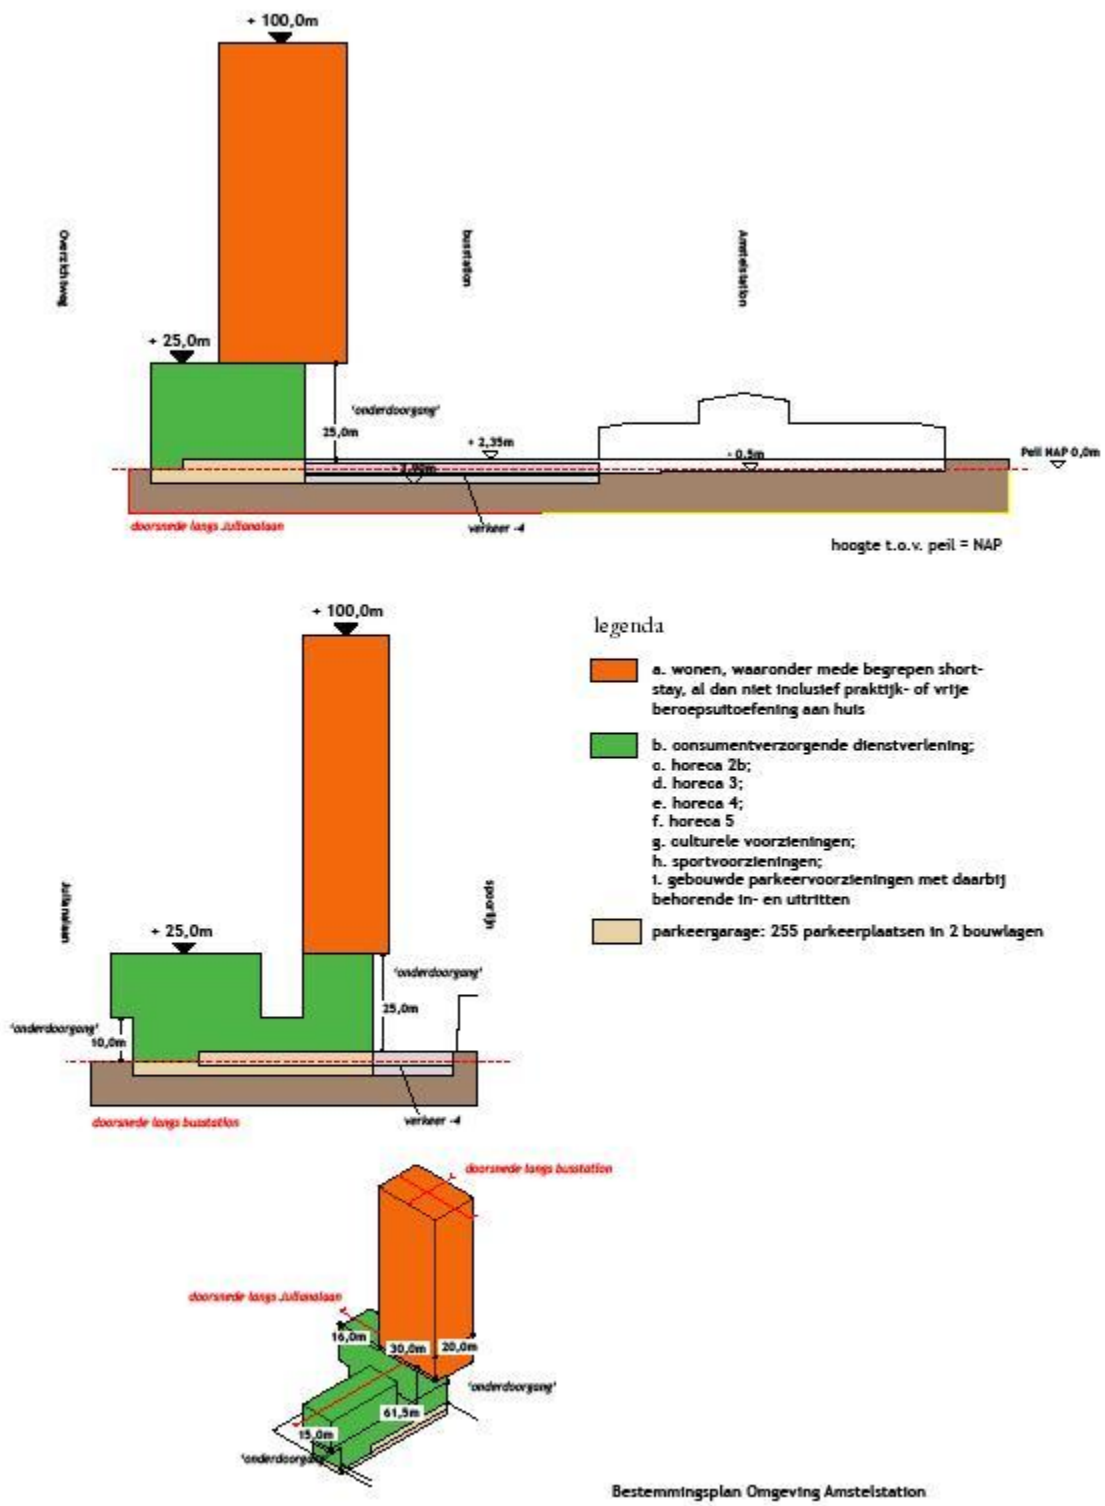 + 100,0m
Overzichtweg
busstation
Amstelstation
+ 25,0m
'onderdoorgang'
25,0m
+ 2,35m
- 0,5m
Peil NAP 0,0m
doorsnede langs Julianalaan
verkeer -4
hoogte t.o.v. peil = NAP
+ 100,0m
legenda
a. wonen, waaronder mede begrepen short-
stay, al dan niet inclusief praktijk- of vrije
beroepsuitoefening aan huis
b. consumentverzorgende dienstverlening;
c. horeca 2b;
d. horeca 3;
e. horeca 4;
f. horeca 5
g. culturele voorzieningen;
h. sportvoorzieningen;
i. gebouwde parkeervoorzieningen met daarbij
behorende in- en uitritten
parkeergarage: 255 parkeerplaatsen in 2 bouwlagen
Julianalaan
spoorlijn
+ 25,0m
'onderdoorgang'
25,0m
'onderdoorgang'
10,0m
doorsnede langs busstation
verkeer -4
doorsnede langs busstation
doorsnede langs Julianalaan
16,0m
30,0m
20,0m
'onderdoorgang'
61,5m
15,0m
'onderdoorgang'
Bestemmingsplan Omgeving Amstelstation